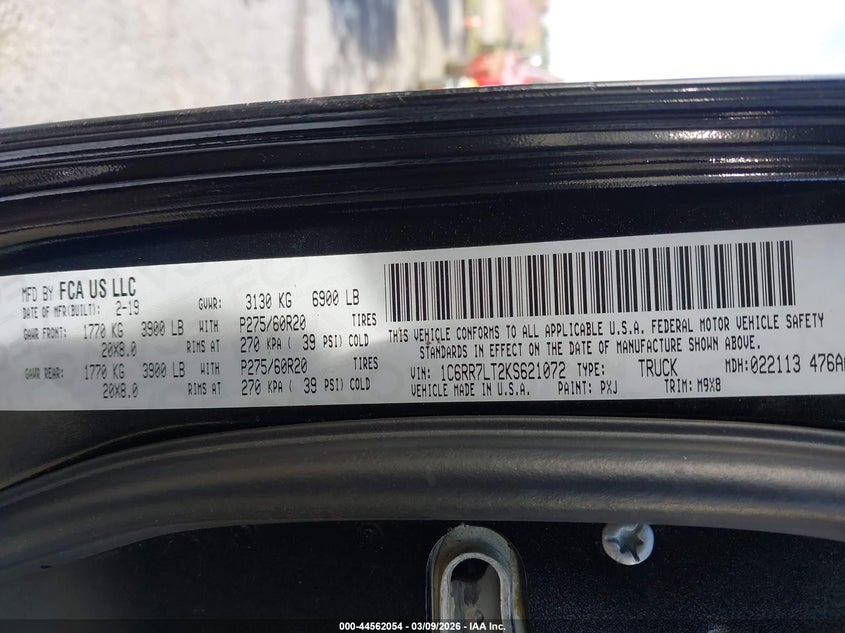 MFD BY FCA US LLC
DATE OF MFR(BUILT): 2-19
GVWR: 3130 KG 6900 LB
GAWR FRONT: 1770 KG 3900 LB WITH P275/60R20 TIRES
20X8.0 RIMS AT 270 KPA ( 39 PSI) COLD
GAWR REAR: 1770 KG 3900 LB WITH P275/60R20 TIRES
20X8.0 RIMS AT 270 KPA ( 39 PSI) COLD
THIS VEHICLE CONFORMS TO ALL APPLICABLE U.S.A. FEDERAL MOTOR VEHICLE SAFETY
STANDARDS IN EFFECT ON THE DATE OF MANUFACTURE SHOWN ABOVE.
VIN: 1C6RR7LT2KS621072 TYPE: TRUCK MDH:022113
VEHICLE MADE IN U.S.A. PAINT: PXJ TRIM: M9X8
000-44562054 - 03/09/2026 - IAA Inc.